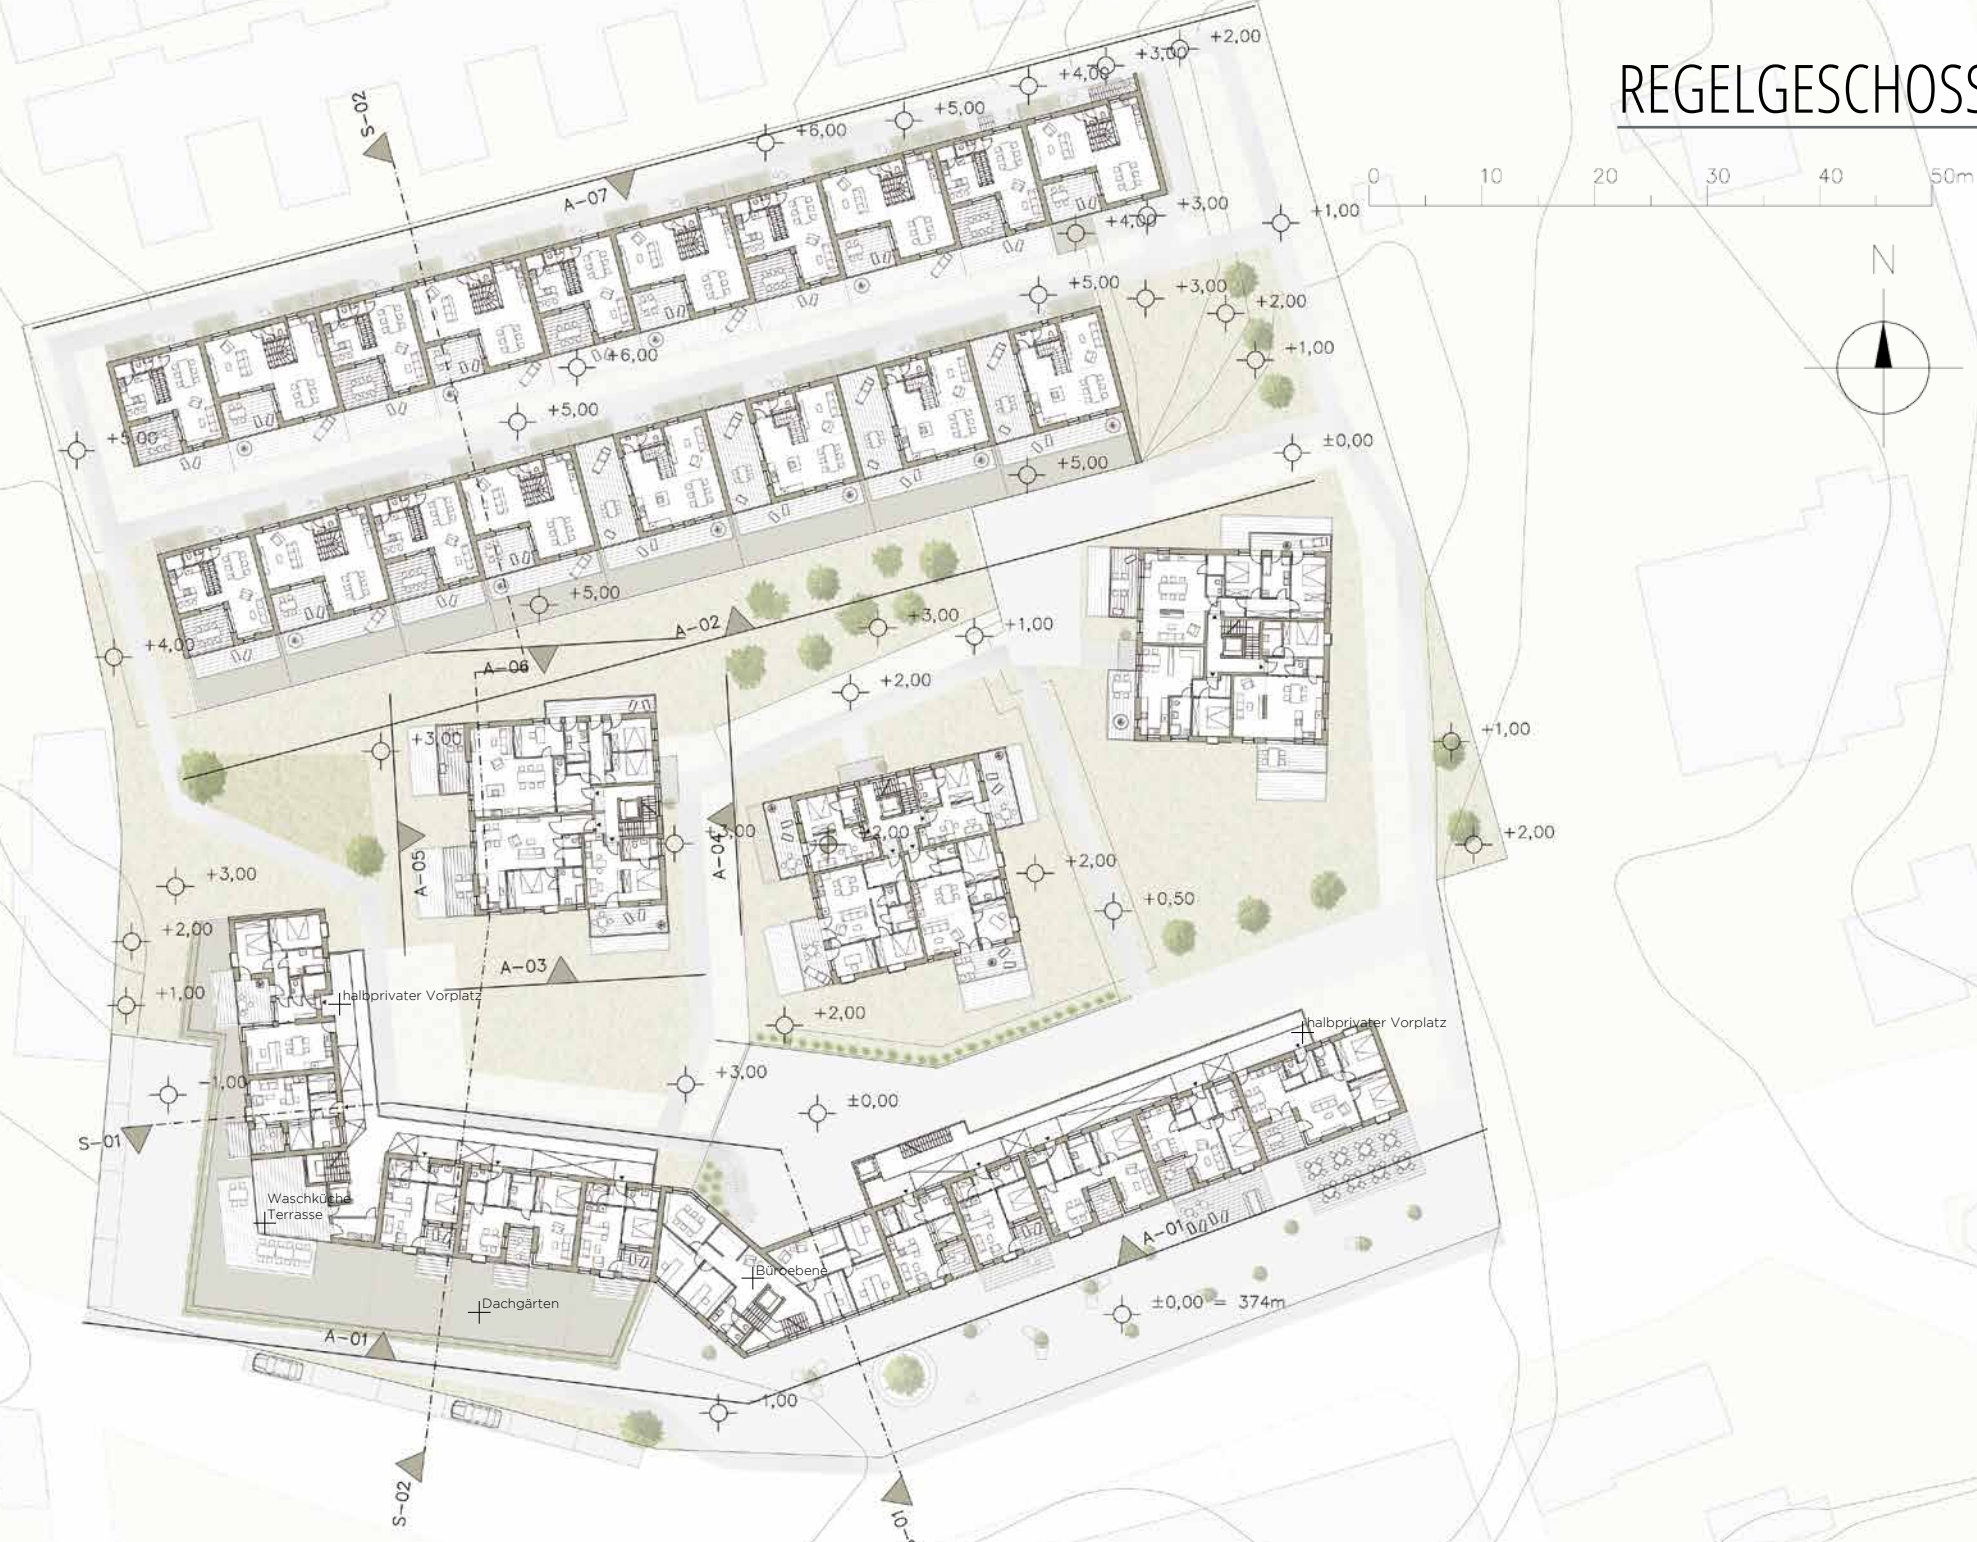 REGELGESCHOSS
0 10 20 30 40 50m
N
+2,00
+3,00
+4,00
+5,00
+6,00
S-02
A-07
+3,00
+4,00
+1,00
+5,00
+3,00
+2,00
+6,00
+1,00
+5,00
+5,00
±0,00
+5,00
+5,00
+4,00
A-02
+3,00
+1,00
A-06
+2,00
+3,00
+1,00
+3,00
+2,00
+2,00
A-05
A-04
+2,00
+3,00
+0,50
+2,00
A-03
+1,00
halbprivater Vorplatz
+2,00
halbprivater Vorplatz
-1,00
+3,00
±0,00
S-01
Waschküche
Terrasse
A-01
Büroebene
Dachgärten
±0,00 = 374m
A-01
-1,00
S-02